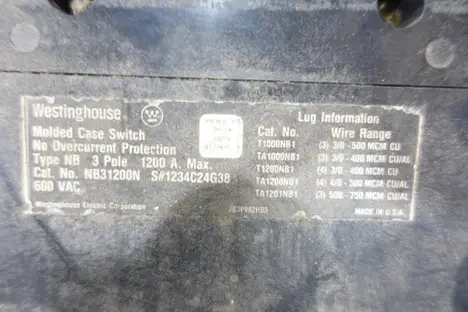 Westinghouse
Molded Case Switch
No Overcurrent Protection
Type NB 3 Pole 1200 A. Max.
Cat. No. NB31200N S#1234C24G38
600 VAC
Westinghouse Electric Corporation
Lug Information
Cat. No. Wire Range
T1000NB1 (3) 3/0 - 500 MCM CU
TA1000NB1 (3) 3/0 - 400 MCM CU/AL
T1200NB1 (4) 3/0 - 400 MCM CU
TA1200NB1 (4) 4/0 - 500 MCM CU/AL
TA1201NB1 (3) 500 - 750 MCM CU/AL
MADE IN U.S.A.